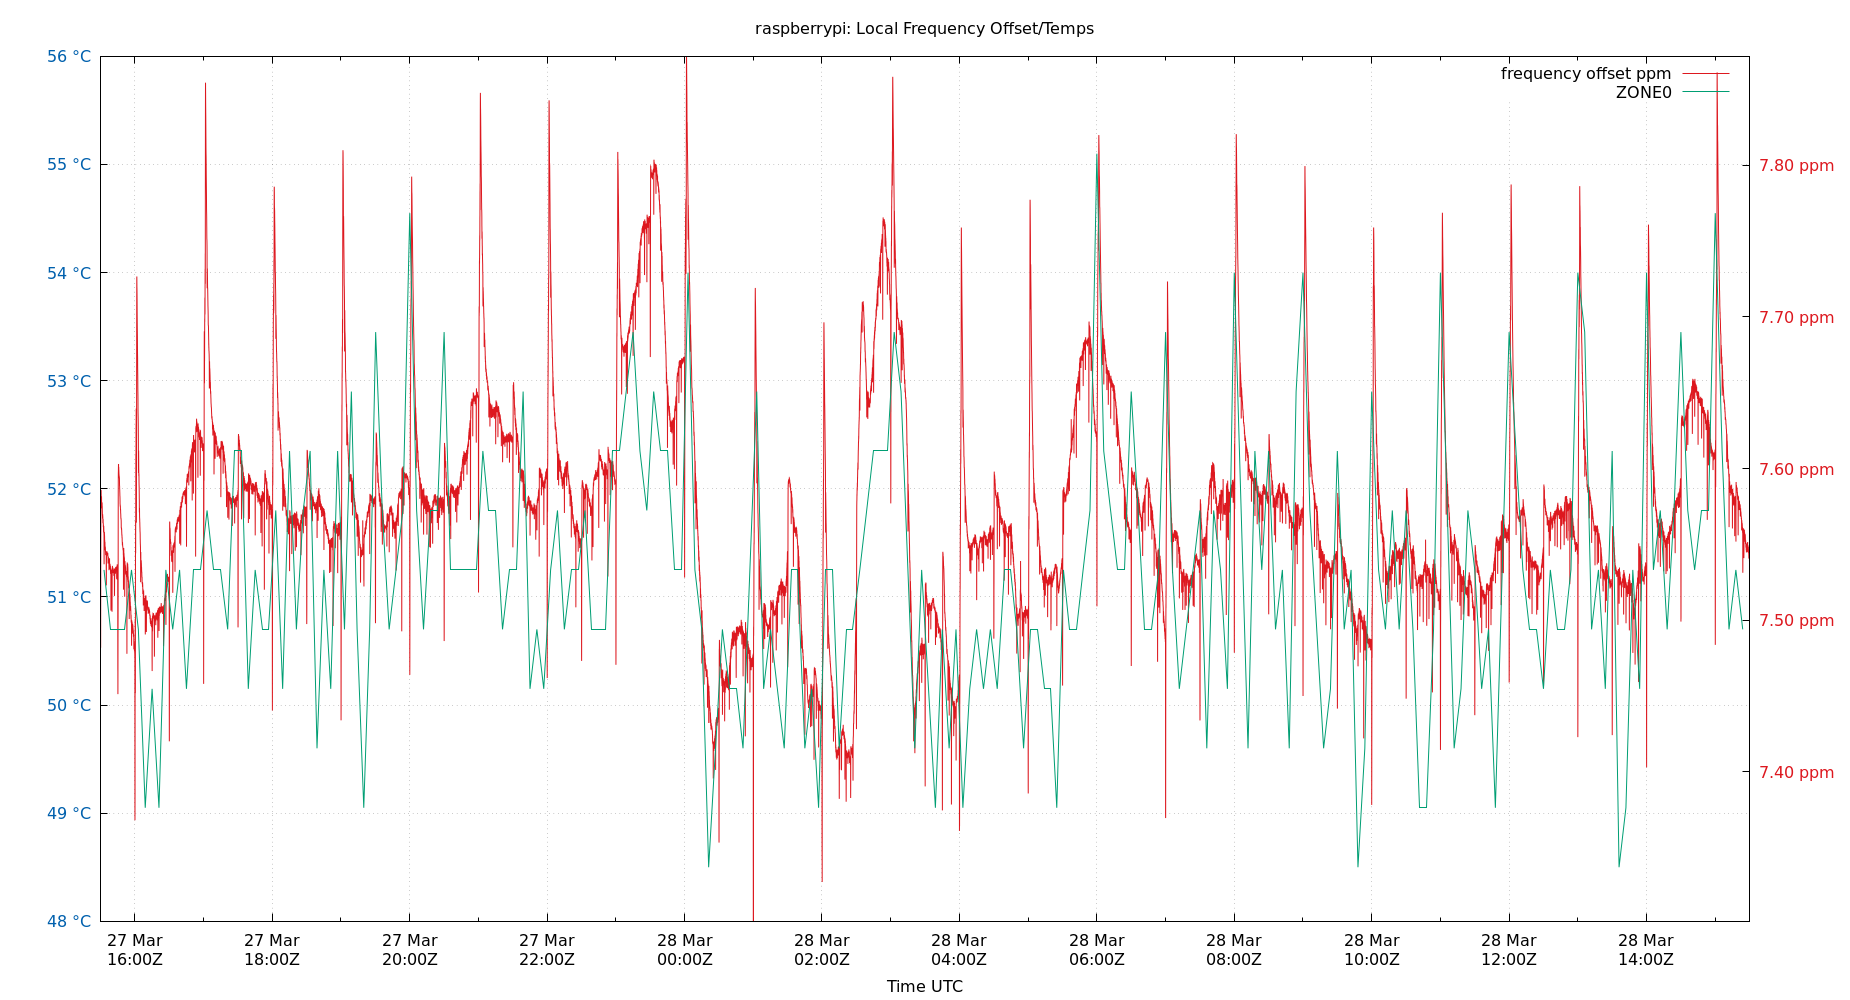 raspberrypi: Local Frequency Offset/Temps
56 °C
55 °C
54 °C
53 °C
52 °C
51 °C
50 °C
49 °C
48 °C
frequency offset ppm
ZONE0
7.80 ppm
7.70 ppm
7.60 ppm
7.50 ppm
7.40 ppm
27 Mar 27 Mar 27 Mar 27 Mar 28 Mar 28 Mar 28 Mar 28 Mar 28 Mar 28 Mar 28 Mar 28 Mar
16:00Z 18:00Z 20:00Z 22:00Z 00:00Z 02:00Z 04:00Z 06:00Z 08:00Z 10:00Z 12:00Z 14:00Z
Time UTC